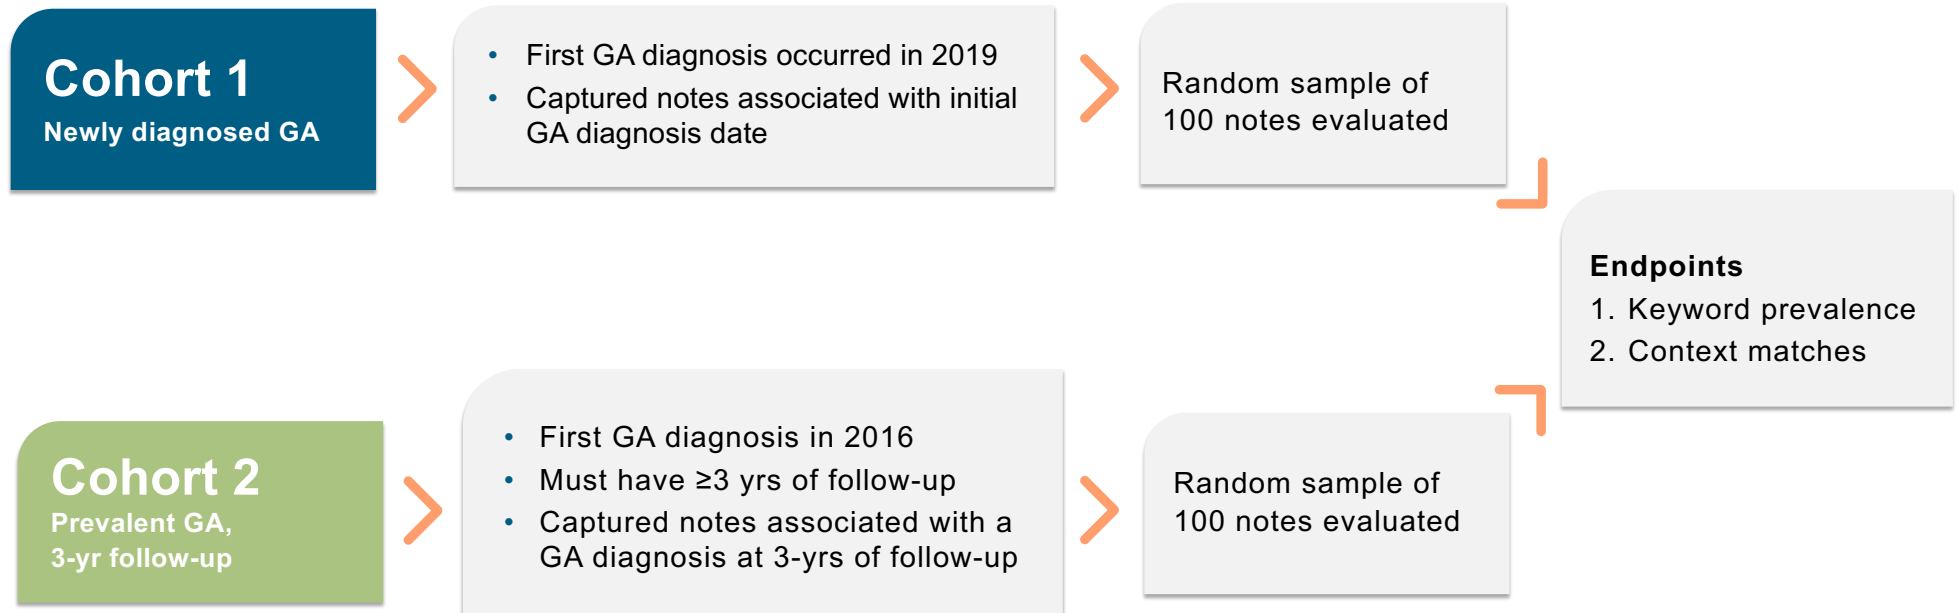 Cohort 1
Newly diagnosed GA
• First GA diagnosis occurred in 2019
• Captured notes associated with initial
GA diagnosis date
Random sample of
100 notes evaluated
Cohort 2
Prevalent GA,
3-yr follow-up
• First GA diagnosis in 2016
• Must have ≥3 yrs of follow-up
• Captured notes associated with a
GA diagnosis at 3-yrs of follow-up
Random sample of
100 notes evaluated
Endpoints
1. Keyword prevalence
2. Context matches